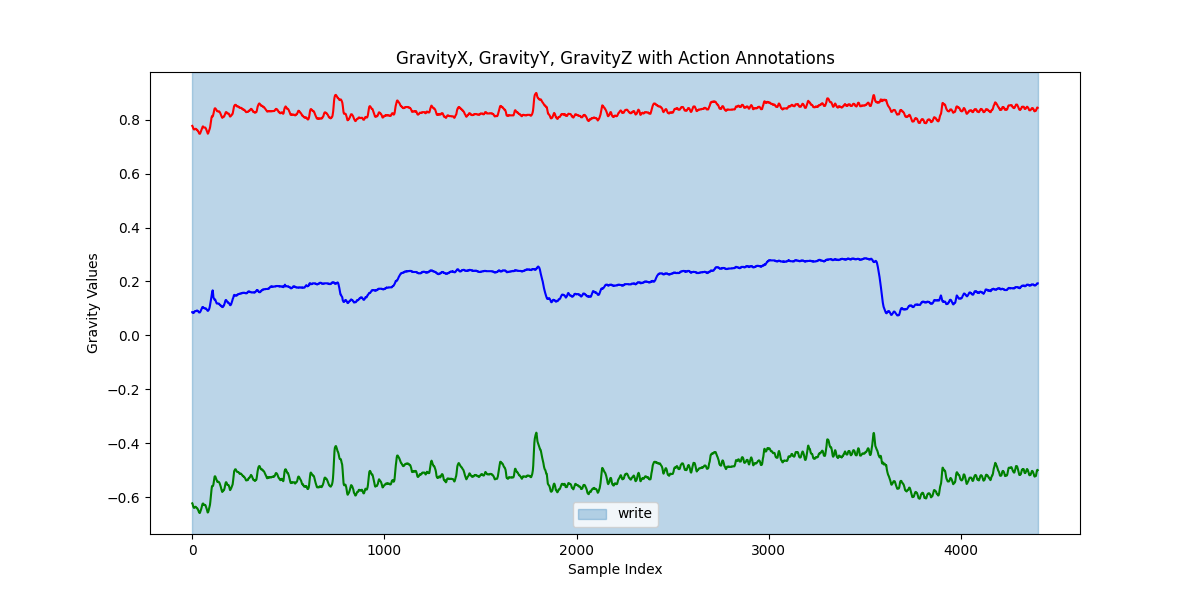 GravityX, GravityY, GravityZ with Action Annotations
Gravity Values
0.8
0.6
0.4
0.2
0.0
−0.2
−0.4
−0.6
write
0 1000 2000 3000 4000
Sample Index